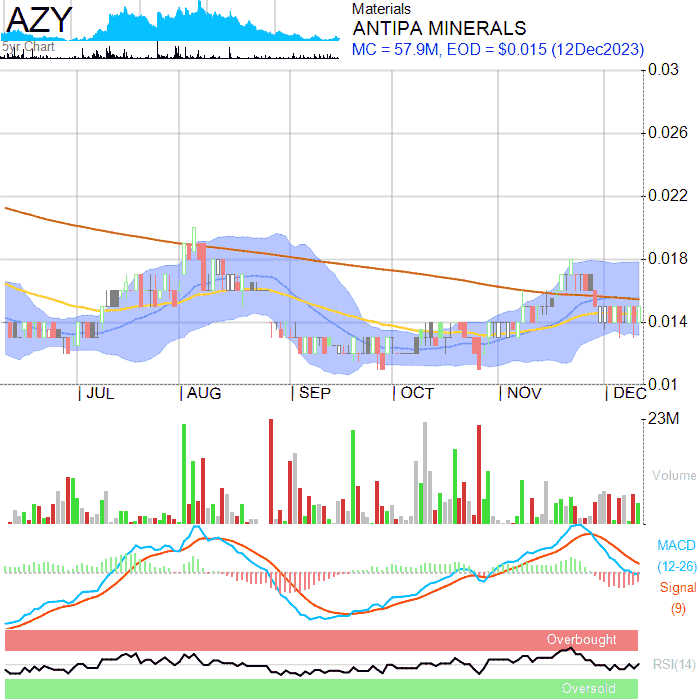 AZY
5yr Chart
Materials
ANTIPA MINERALS
MC = 57.9M, EOD = $0.015 (12Dec2023)
0.03
0.026
0.022
0.018
0.014
0.01
JUL AUG SEP OCT NOV DEC
23M
Volume
MACD
(12-26)
Signal
(9)
Overbought
RSI(14)
Oversold